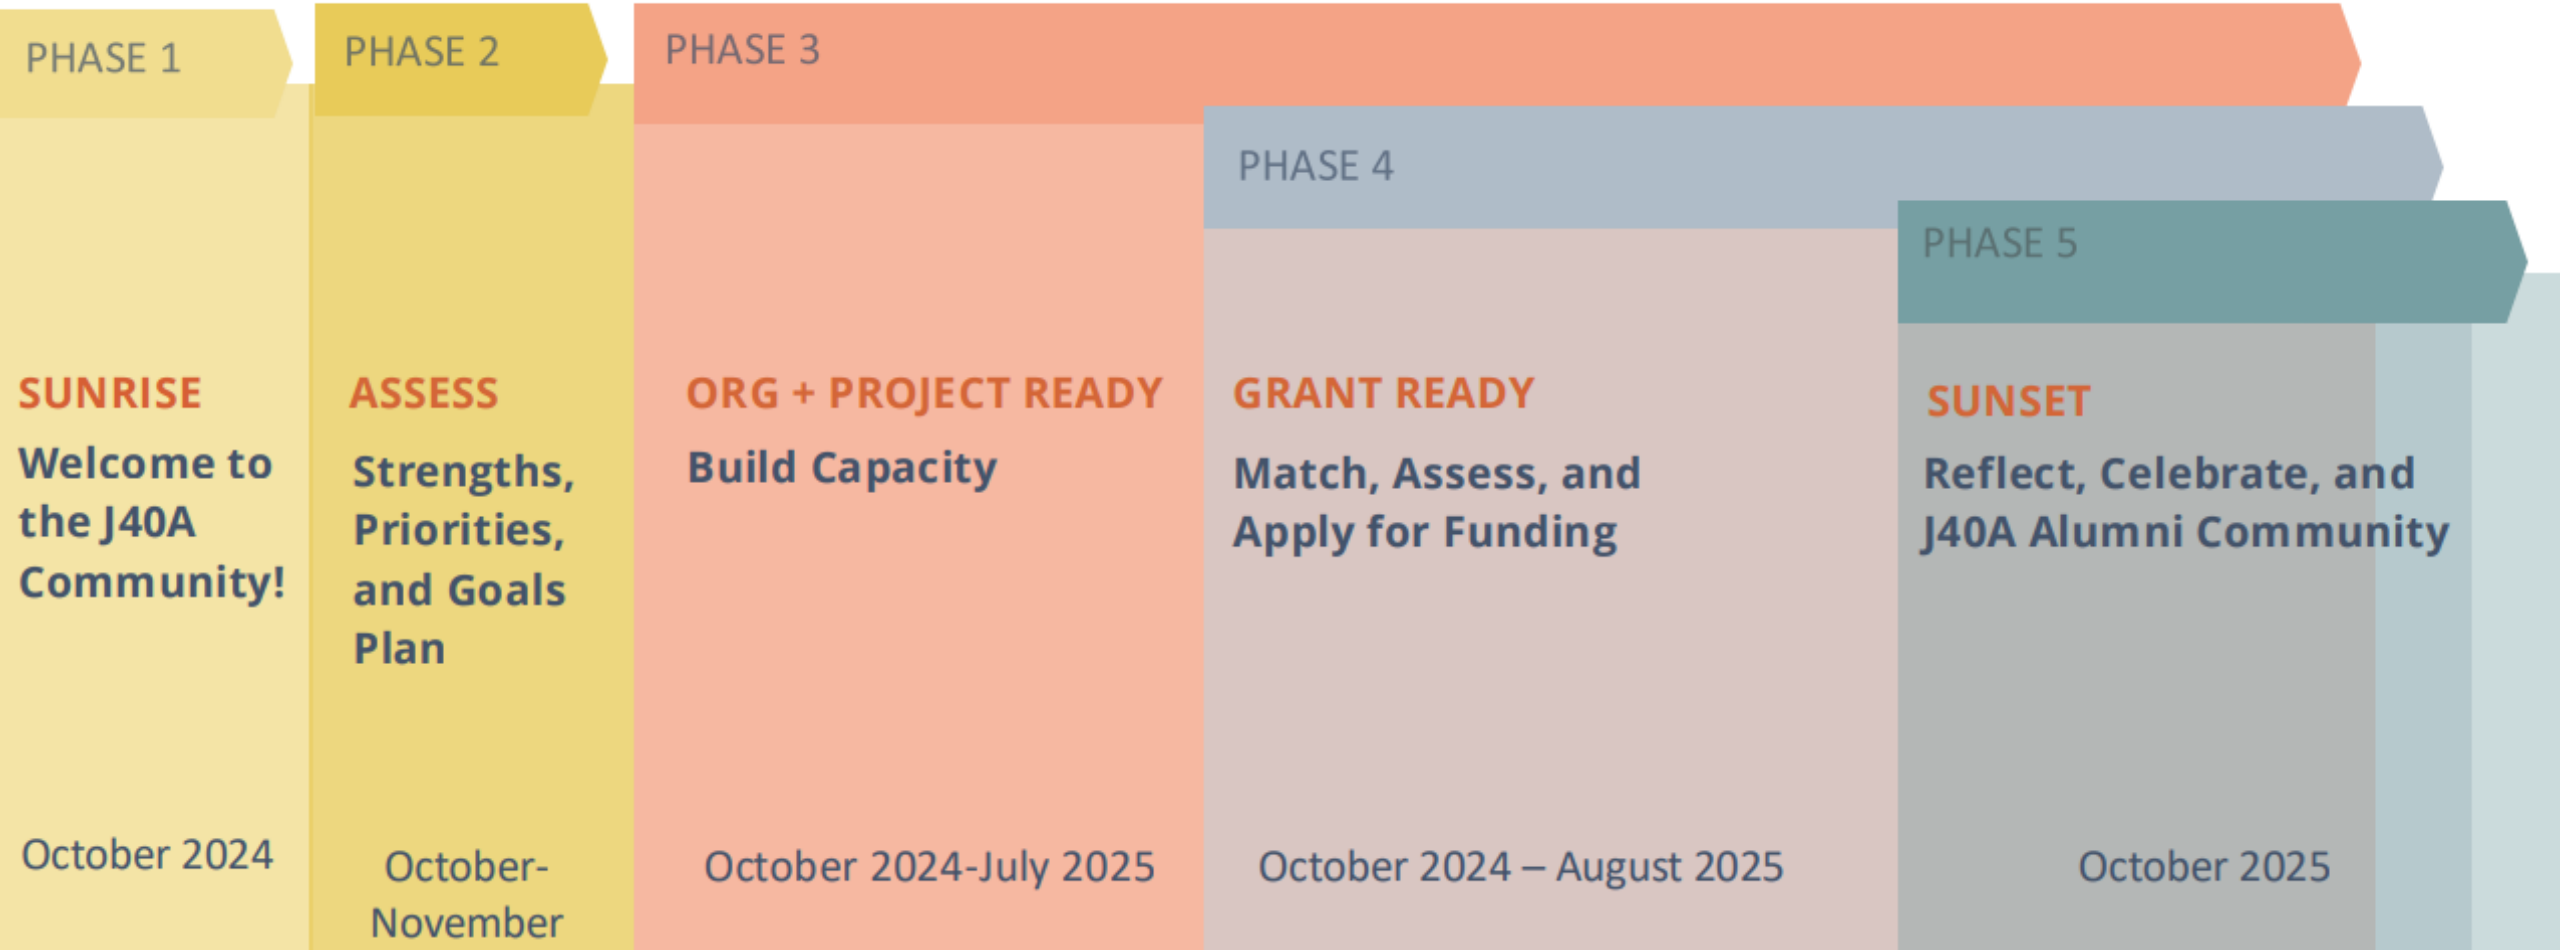 PHASE 1
SUNRISE
Welcome to
the J40A
Community!
October 2024
PHASE 2
ASSESS
Strengths,
Priorities,
and Goals
Plan
October-
November
PHASE 3
ORG + PROJECT READY
Build Capacity
October 2024-July 2025
PHASE 4
GRANT READY
Match, Assess, and
Apply for Funding
October 2024 – August 2025
PHASE 5
SUNSET
Reflect, Celebrate, and
J40A Alumni Community
October 2025